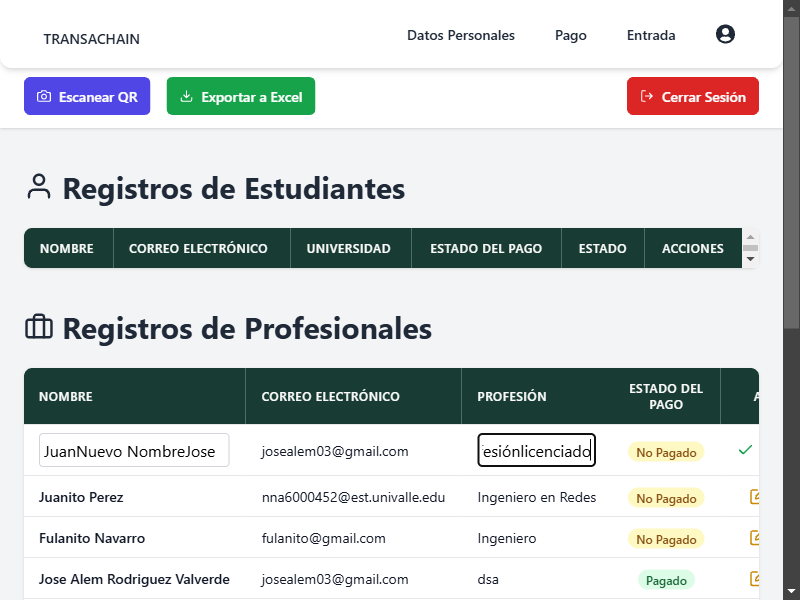 TRANSACHAIN
Datos Personales Pago Entrada
Escanear QR Exportar a Excel Cerrar Sesión
Registros de Estudiantes
NOMBRE CORREO ELECTRÓNICO UNIVERSIDAD ESTADO DEL PAGO ESTADO ACCIONES
Registros de Profesionales
NOMBRE CORREO ELECTRÓNICO PROFESIÓN ESTADO DEL PAGO A
JuanNuevo NombreJose josealem03@gmail.com esiónlicenciado No Pagado
Juanito Perez nna6000452@est.univalle.edu Ingeniero en Redes No Pagado
Fulanito Navarro fulanito@gmail.com Ingeniero No Pagado
Jose Alem Rodriguez Valverde josealem03@gmail.com dsa Pagado